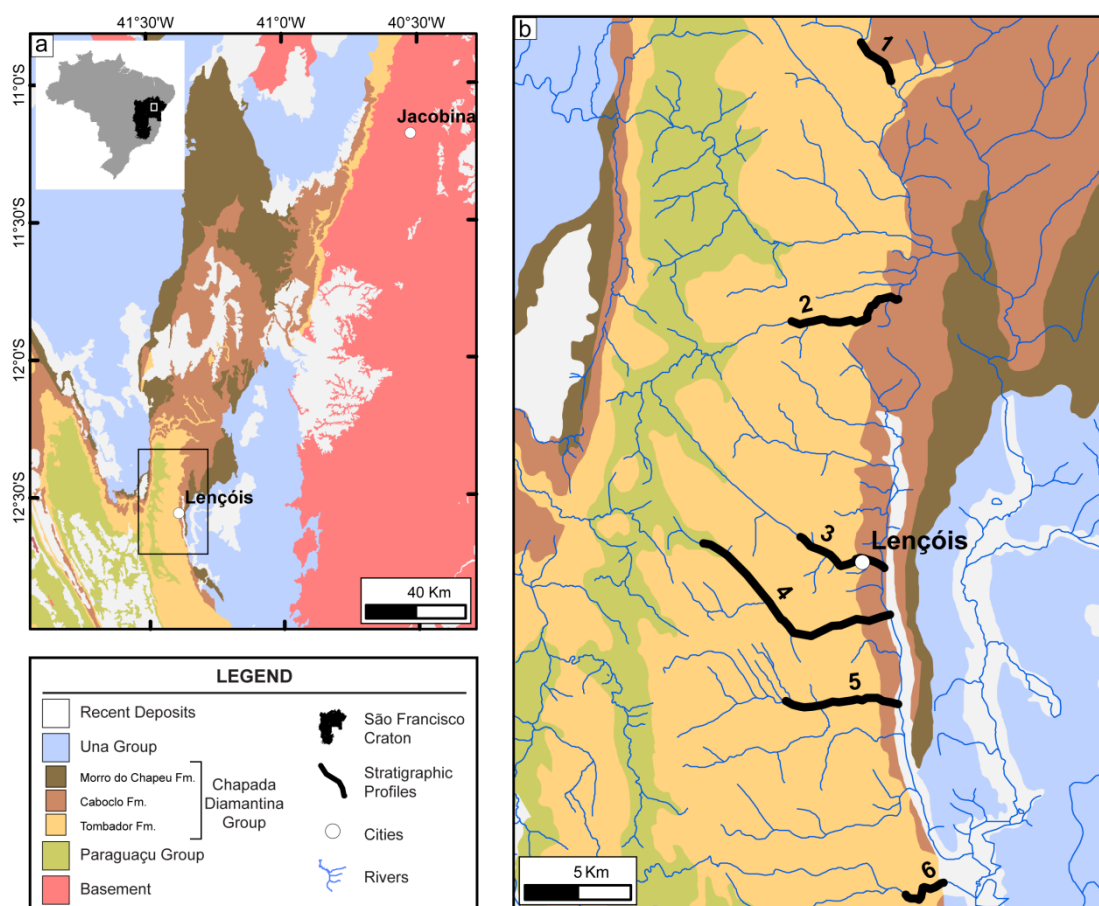 a
41°30'W 41°0'W 40°30'W
11°0'S
11°30'S
12°0'S
12°30'S
Jacobina
Lençóis
40 Km
LEGEND
Recent Deposits
Una Group
Morro do Chapeu Fm.
Caboclo Fm.
Tombador Fm.
Chapada
Diamantina
Group
Paraguaçu Group
Basement
São Francisco
Craton
Stratigraphic
Profiles
Cities
Rivers
b
1
2
3
Lençóis
4
5
6
5 Km